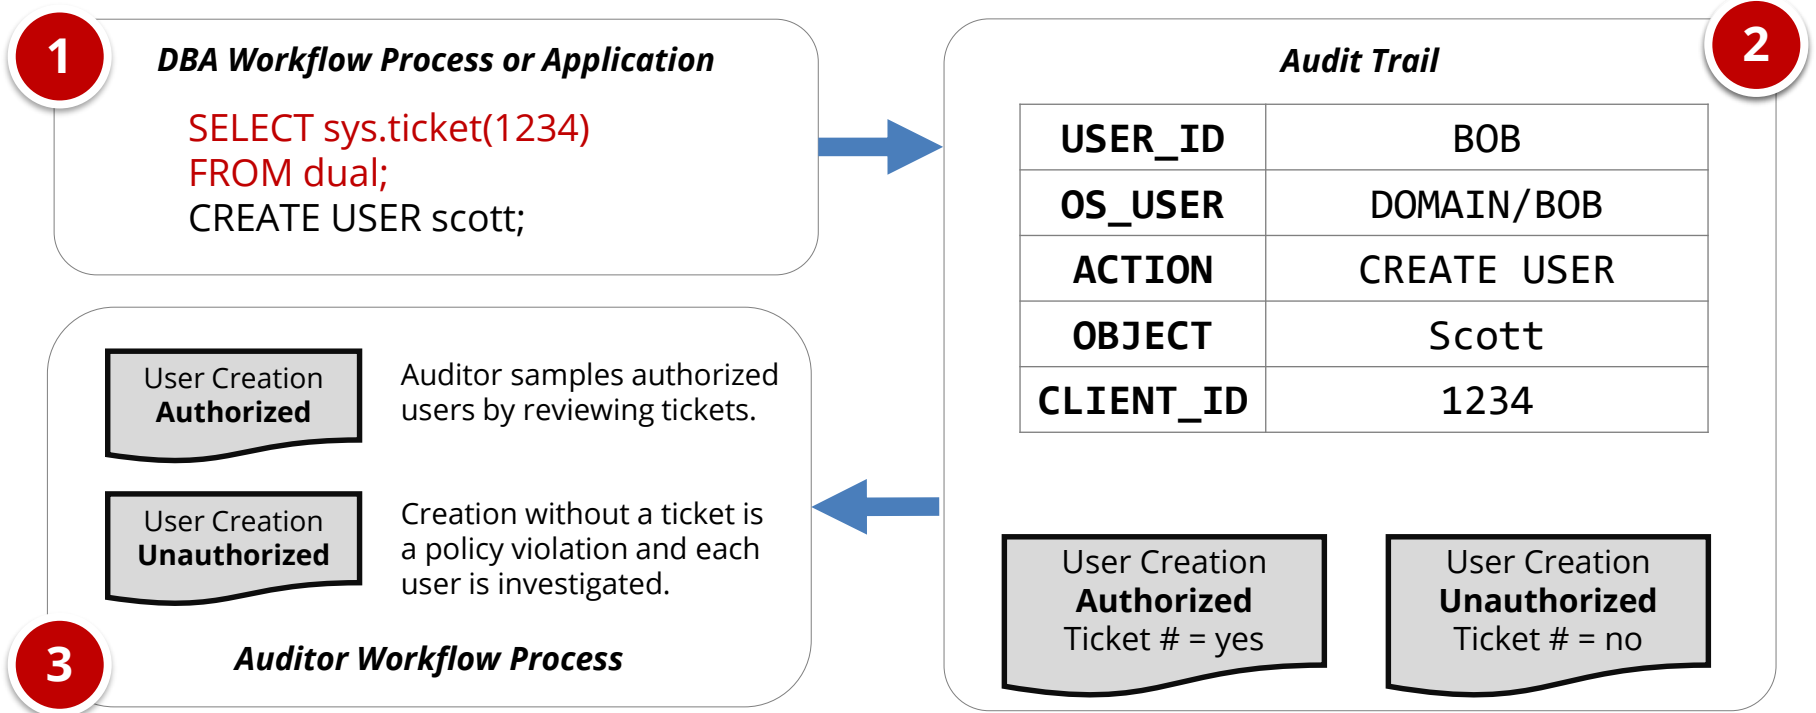 1
DBA Workflow Process or Application
SELECT sys.ticket(1234)
FROM dual;
CREATE USER scott;
2
Audit Trail
USER_ID BOB
OS_USER DOMAIN/BOB
ACTION CREATE USER
OBJECT Scott
CLIENT_ID 1234
User Creation
Authorized
Ticket # = yes
User Creation
Unauthorized
Ticket # = no
User Creation
Authorized
Auditor samples authorized
users by reviewing tickets.
User Creation
Unauthorized
Creation without a ticket is
a policy violation and each
user is investigated.
3
Auditor Workflow Process